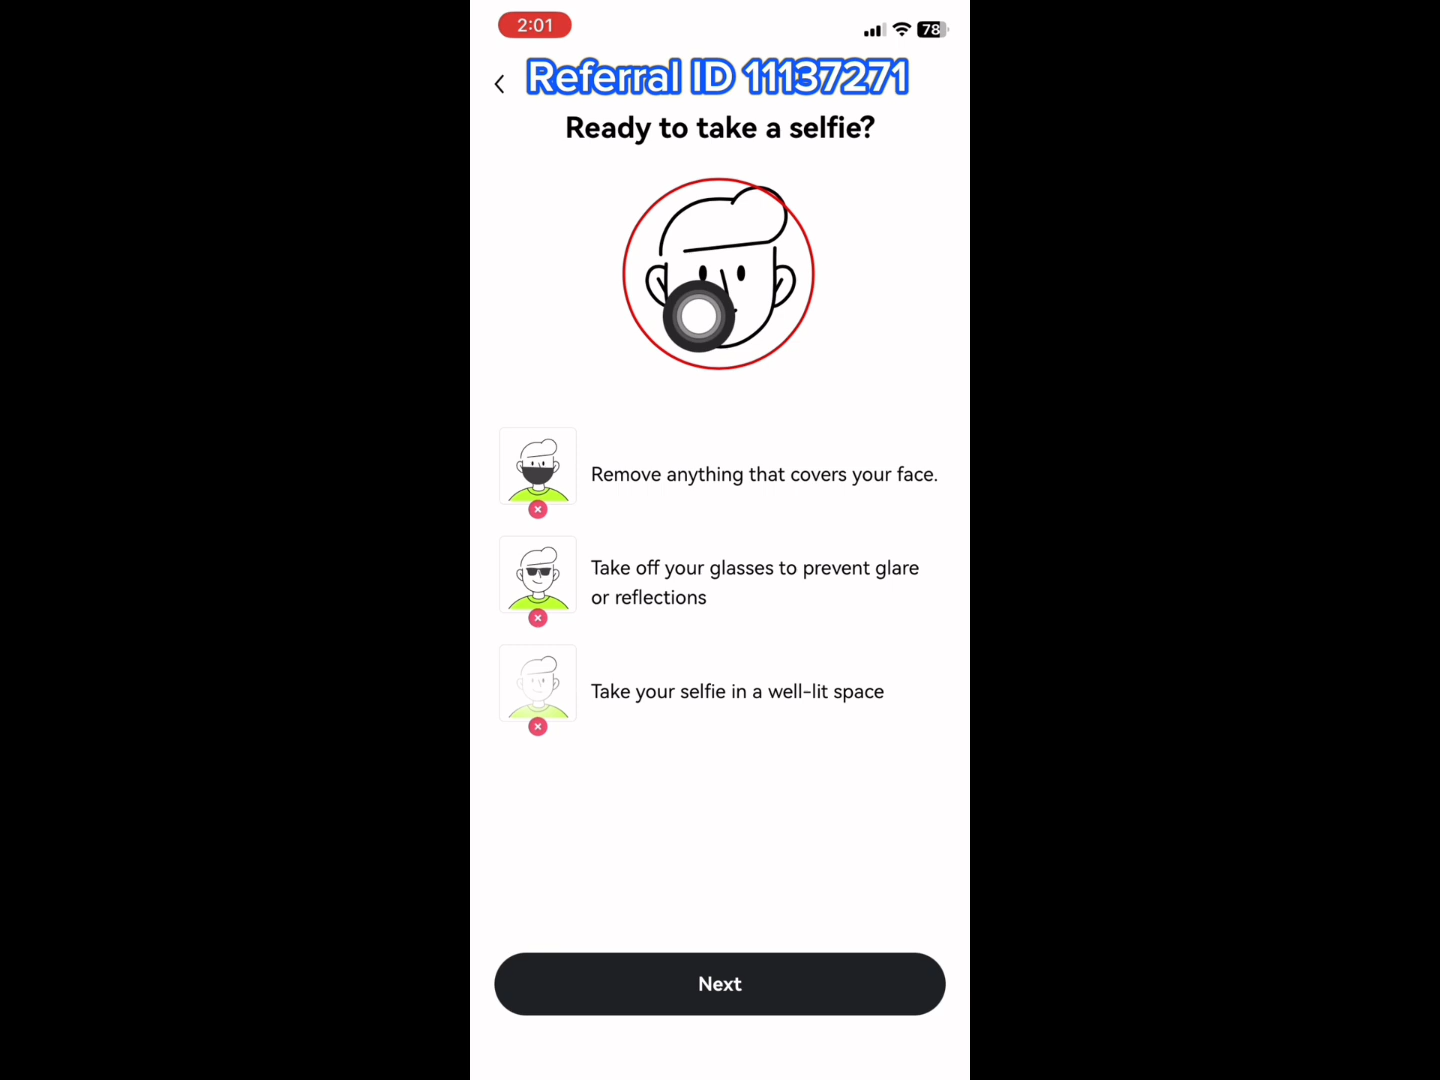 2:01
78
Referral ID 11137271
Ready to take a selfie?
Remove anything that covers your face.
Take off your glasses to prevent glare
or reflections
Take your selfie in a well-lit space
Next